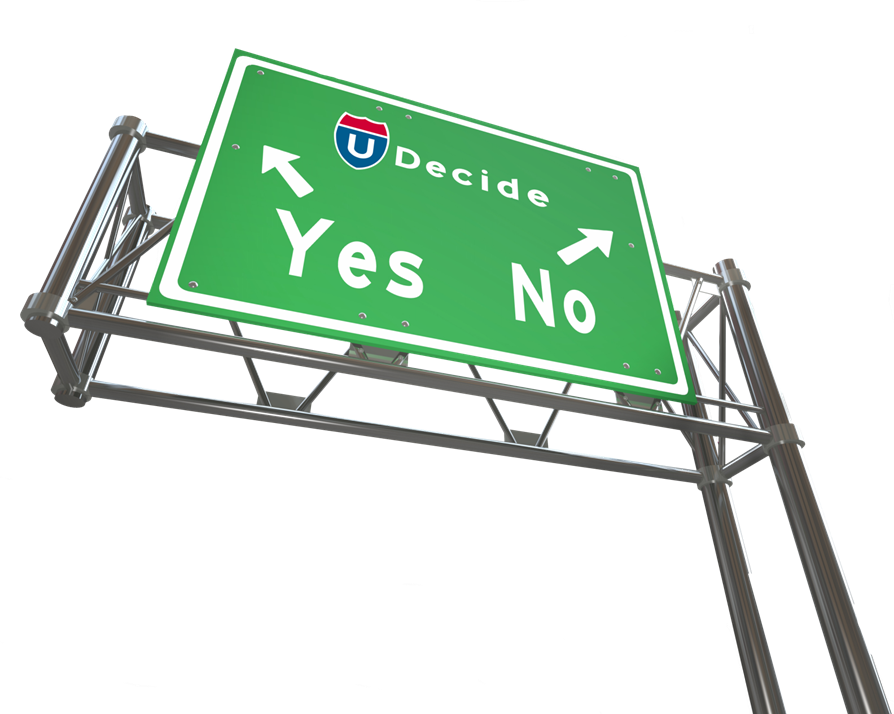 U Decide
Yes No